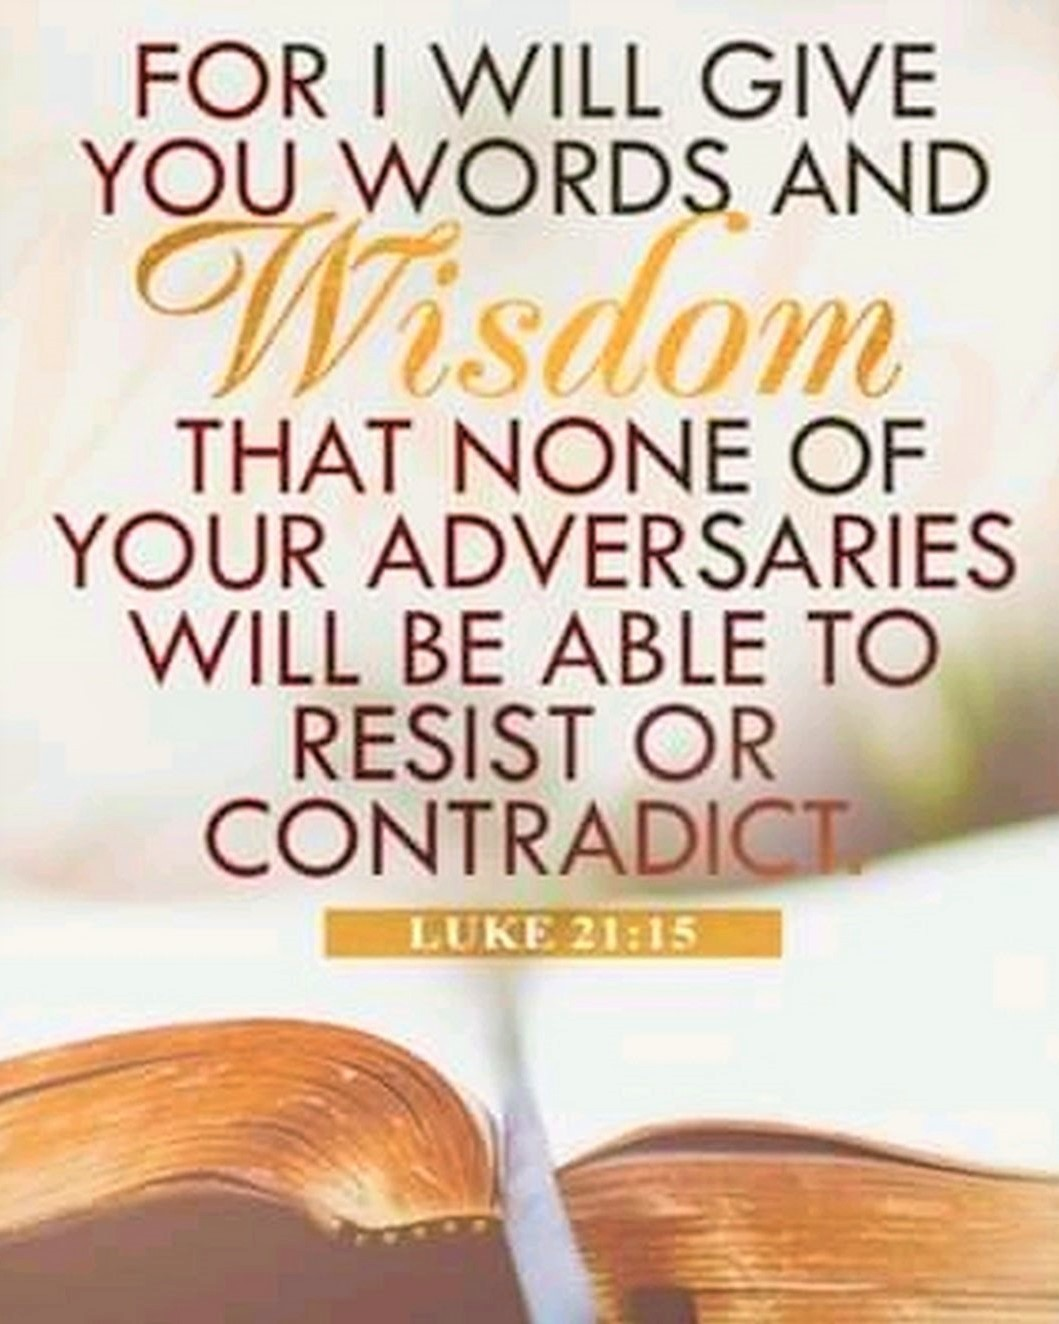 FOR I WILL GIVE
YOU WORDS AND
Wisdom
THAT NONE OF
YOUR ADVERSARIES
WILL BE ABLE TO
RESIST OR
CONTRADICT.
LUKE 21:15